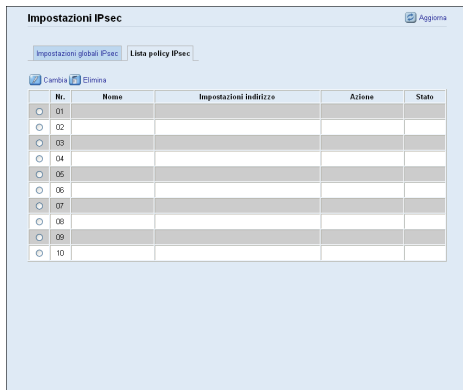 Impostazioni IPsec
Aggiorna
Impostazioni globali IPsec Lista policy IPsec
Cambia Elimina
Nr. Nome Impostazioni indirizzo Azione Stato
01
02
03
04
05
06
07
08
09
10